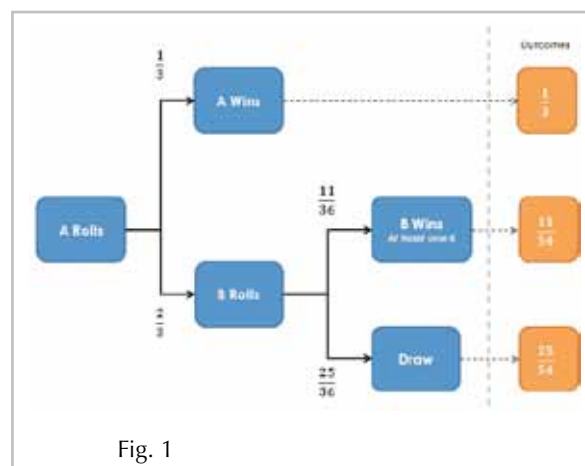 Outcomes
1/3
A Wins
1/3
A Rolls
11/36
B Wins
At least one 6
11/54
2/3
B Rolls
25/36
Draw
25/54
Fig. 1